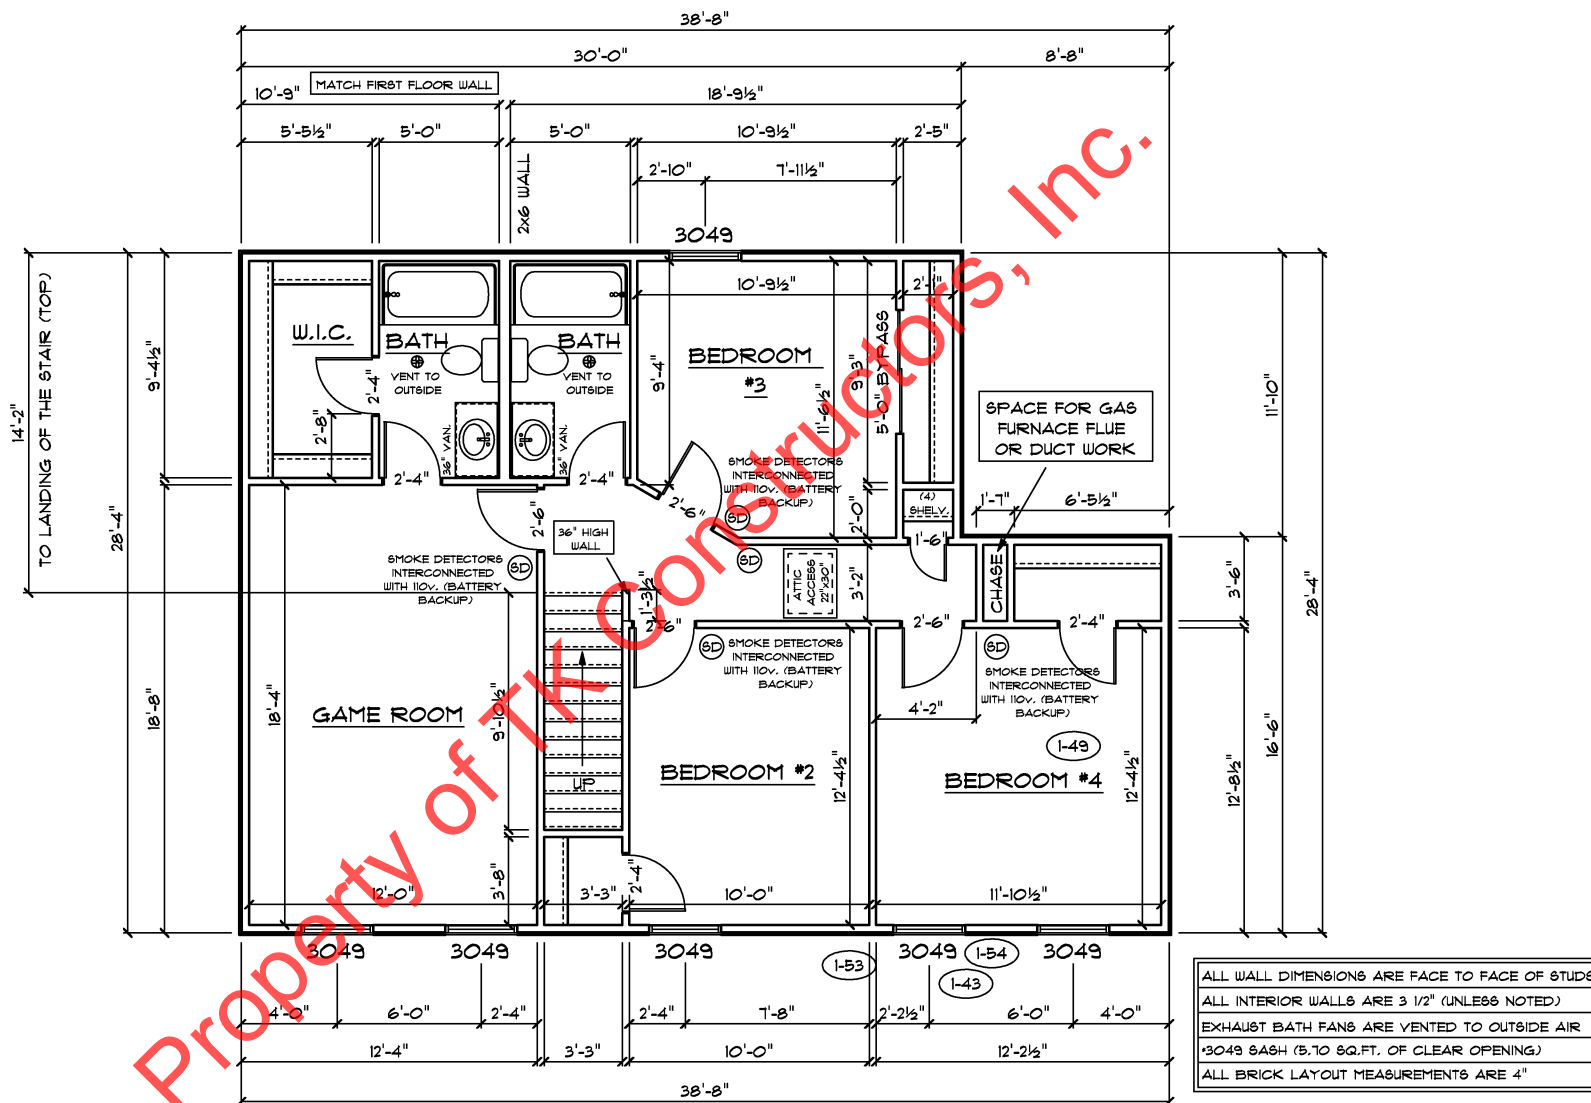 38'-8"
30'-0"
8'-8"
10'-9"
MATCH FIRST FLOOR WALL
18'-9½"
5'-5½"
5'-0"
5'-0"
10'-9½"
2'-5"
2x6 WALL
2'-10"
7'-11½"
3049
TO LANDING OF THE STAIR (TOP)
14'-2"
28'-4"
9'-4½"
18'-8"
W.I.C.
2'-4"
2'-8"
BATH
VENT TO
OUTSIDE
36" VAN.
2'-4"
BATH
VENT TO
OUTSIDE
36" VAN.
2'-4"
10'-9½"
9'-4"
BEDROOM
#3
11'-6½"
9'-3"
5'-0" BYPASS
SMOKE DETECTORS
INTERCONNECTED
WITH 110v. (BATTERY
BACKUP)
SD
2'-6"
2'-0"
(4)
SHELV.
1'-6"
SPACE FOR GAS
FURNACE FLUE
OR DUCT WORK
1'-7"
6'-5½"
11'-10"
28'-4"
3'-6"
16'-6"
12'-8½"
2'-6"
36" HIGH
WALL
SMOKE DETECTORS
INTERCONNECTED
WITH 110v. (BATTERY
BACKUP)
SD
SD
ATTIC
ACCESS
22"x30"
3'-2"
1'-3½"
2'-6"
CHASE
2'-6"
2'-4"
SD
SMOKE DETECTORS
INTERCONNECTED
WITH 110v. (BATTERY
BACKUP)
SD
SMOKE DETECTORS
INTERCONNECTED
WITH 110v. (BATTERY
BACKUP)
4'-2"
1-49
18'-4"
GAME ROOM
9'-10½"
UP
BEDROOM #2
12'-4½"
BEDROOM #4
12'-4½"
12'-0"
3'-8"
3'-3"
2'-4"
10'-0"
11'-10½"
3049
3049
3049
1-53
3049
1-54
1-43
3049
4'-0"
6'-0"
2'-4"
2'-4"
7'-8"
2'-2½"
6'-0"
4'-0"
12'-4"
3'-3"
10'-0"
12'-2½"
38'-8"
ALL WALL DIMENSIONS ARE FACE TO FACE OF STUDS
ALL INTERIOR WALLS ARE 3 1/2" (UNLESS NOTED)
EXHAUST BATH FANS ARE VENTED TO OUTSIDE AIR
•3049 SASH (5.70 SQ.FT. OF CLEAR OPENING)
ALL BRICK LAYOUT MEASUREMENTS ARE 4"
Property of TK Constructors, Inc.